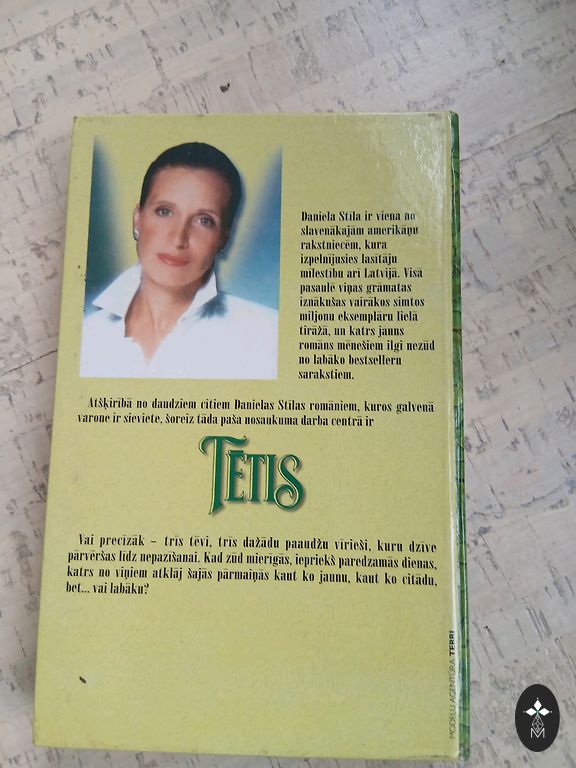 Daniela Stīla ir viena no
slavenākajām amerikāņu
rakstniecēm, kura
izpelnījusies lasītāju
mīlestību arī Latvijā. Visā
pasaulē viņas grāmatas
iznākušas vairākos simtos
miljonu eksemplāru lielā
tirāžā, un katrs jauns
romāns mēnešiem ilgi nezūd
no labāko bestselleru
sarakstiem.
Atšķirībā no daudziem citiem Danielas Stīlas romāniem, kuros galvenā
varone ir sieviete, šoreiz tāda paša nosaukuma darba centrā ir
TĒTIS
Vai precīzāk – trīs tēvi, trīs dažādu paaudžu vīrieši, kuru dzīve
pārvēršas līdz nepazīšanai. Kad zūd mierīgās, iepriekš paredzamās dienas,
katrs no viņiem atklāj šajās pārmaiņās kaut ko jaunu, kaut ko citādu,
bet... vai labāku?
MODEĻU AĢENTŪRA TERRI
M